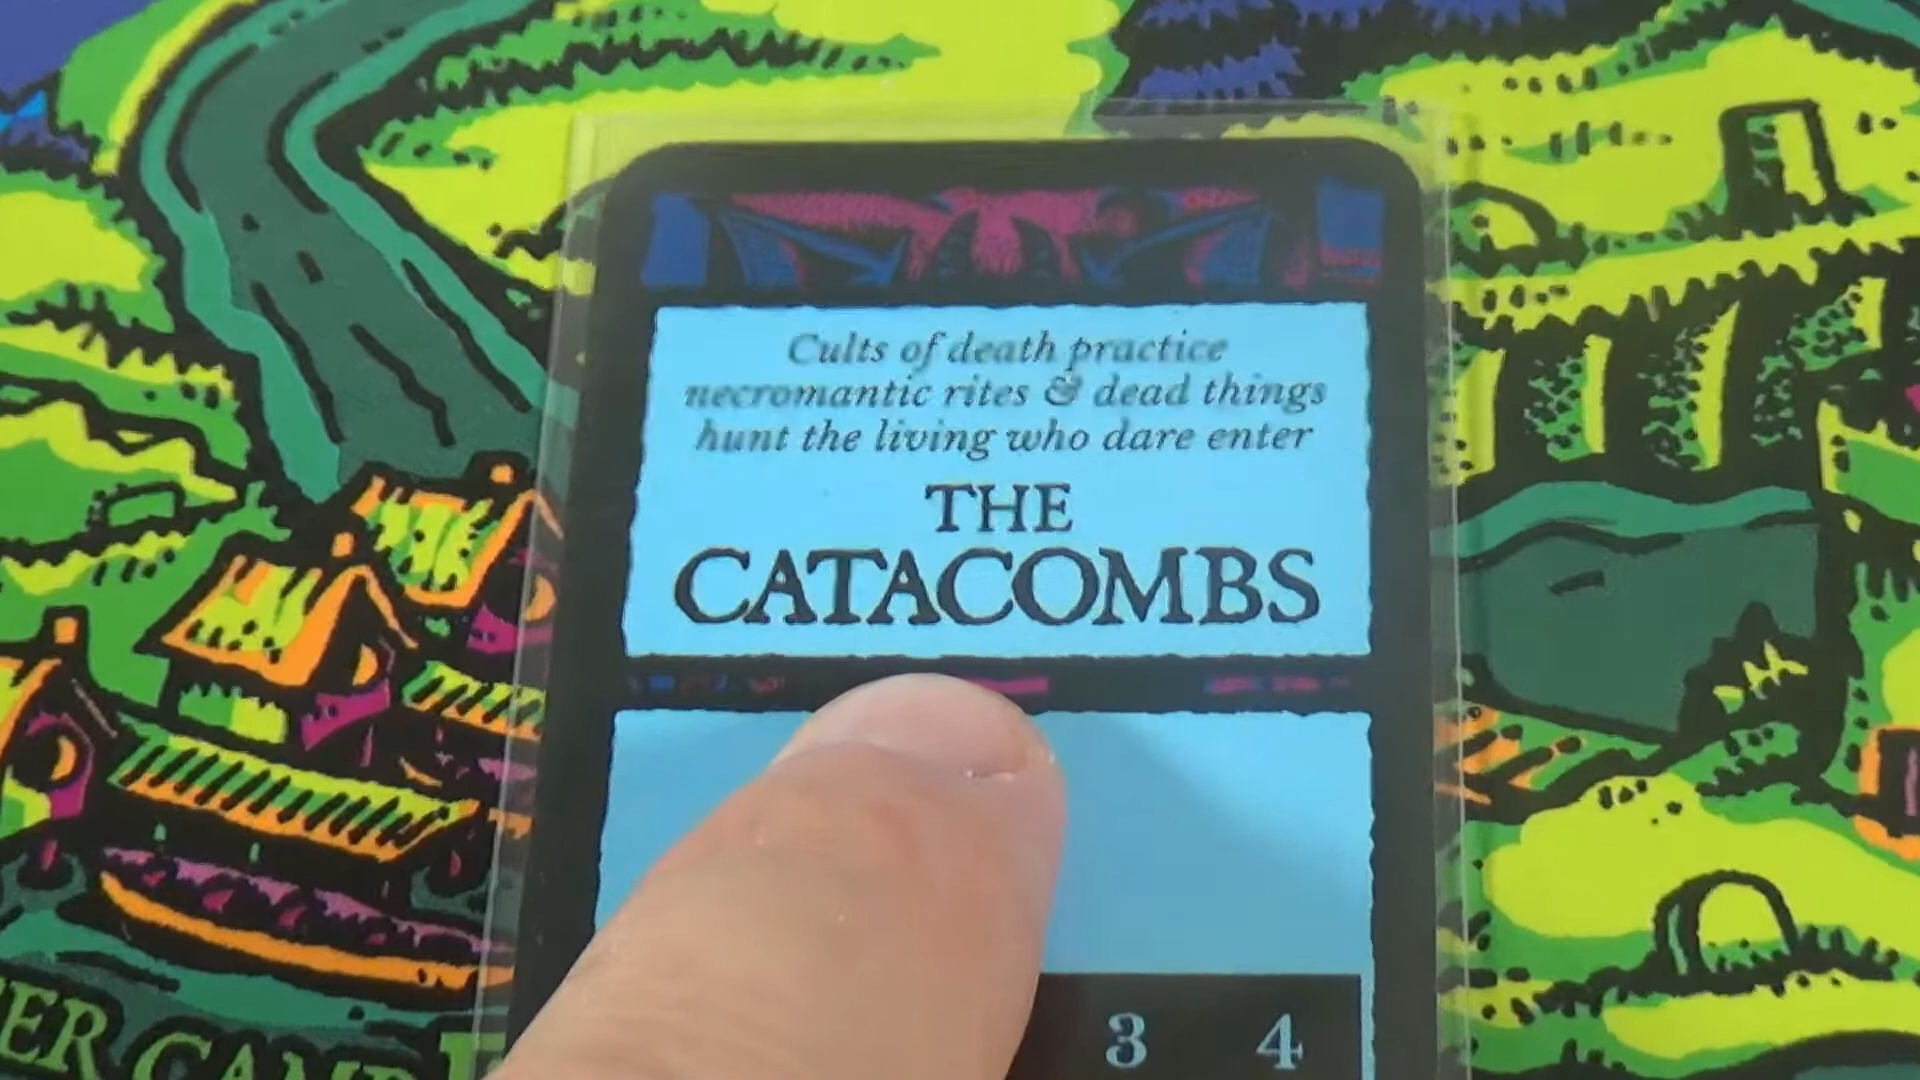 Cults of death practice
necromantic rites & dead things
hunt the living who dare enter
THE
CATACOMBS
3 4